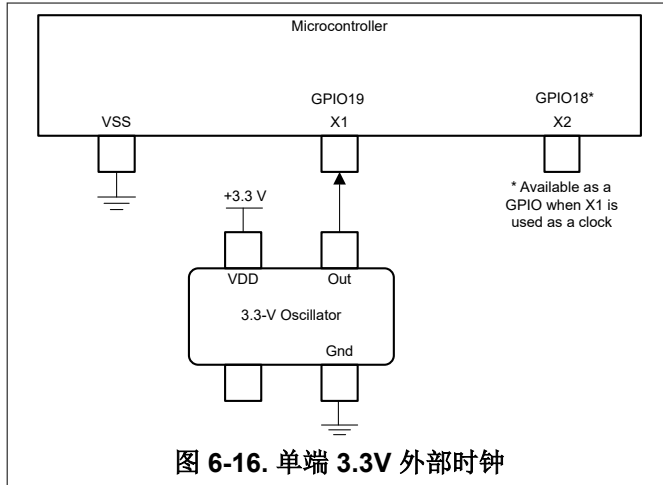 Microcontroller
GPIO19
GPIO18*
VSS
X1
X2
* Available as a
GPIO when X1 is
used as a clock
+3.3 V
VDD
Out
3.3-V Oscillator
Gnd
图 6-16. 单端 3.3V 外部时钟